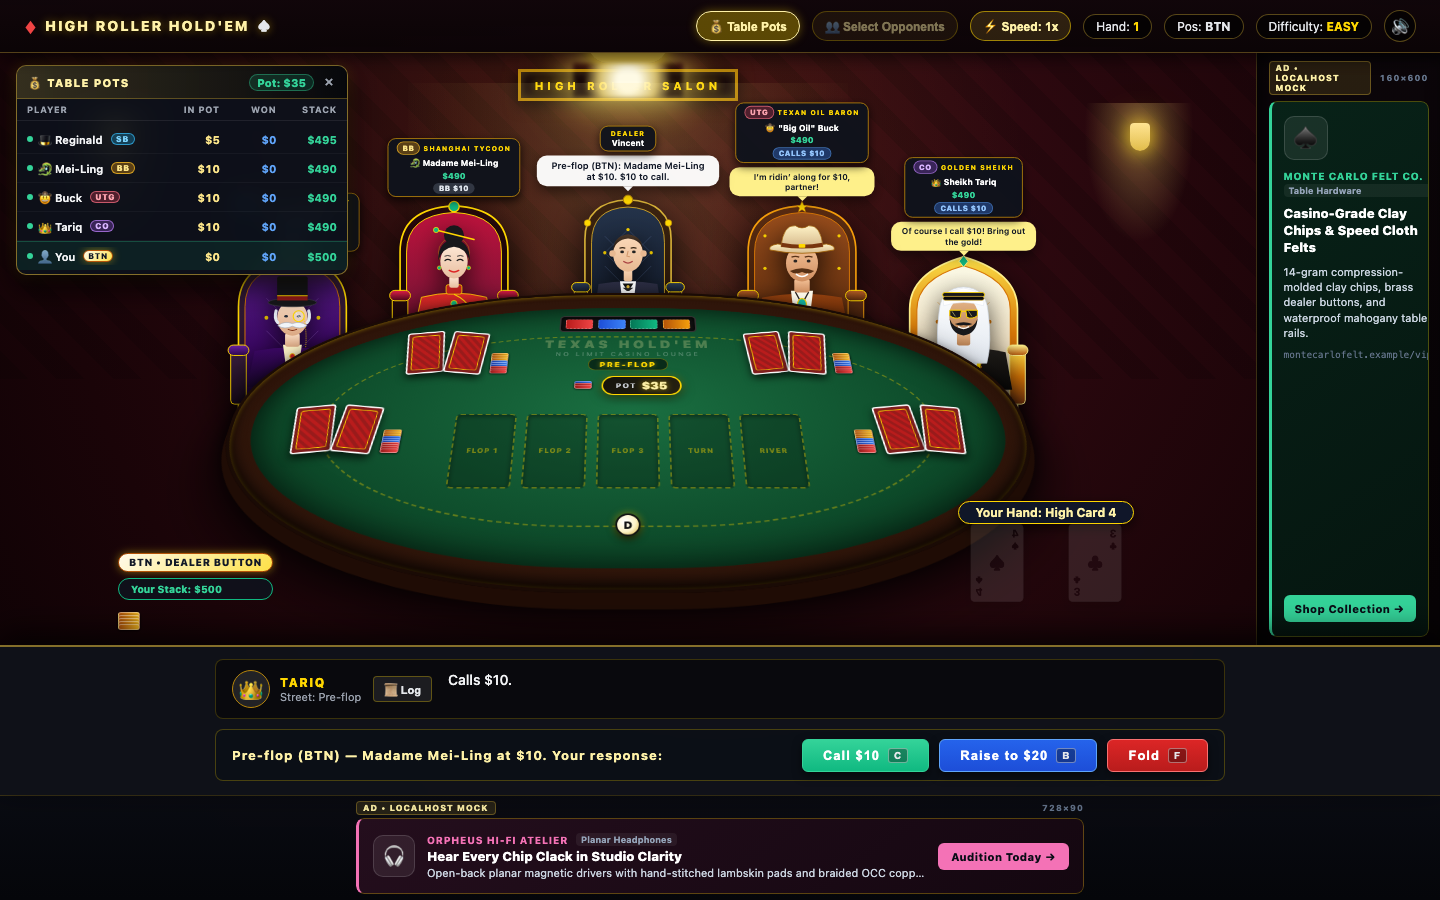 HIGH ROLLER HOLD'EM
Table Pots
Select Opponents
Speed: 1x
Hand: 1
Pos: BTN
Difficulty: EASY
TABLE POTS
Pot: $35 ✕
PLAYER IN POT WON STACK
Reginald SB $5 $0 $495
Mei-Ling BB $10 $0 $490
Buck UTG $10 $0 $490
Tariq CO $10 $0 $490
You BTN $0 $0 $500
HIGH ROLLER SALON
BB SHANGHAI TYCOON
Madame Mei-Ling
$490
BB $10
DEALER
Vincent
Pre-flop (BTN): Madame Mei-Ling
at $10. $10 to call.
UTG TEXAN OIL BARON
"Big Oil" Buck
$490
CALLS $10
I'm ridin' along for $10,
partner!
CO GOLDEN SHEIKH
Sheikh Tariq
$490
CALLS $10
Of course I call $10! Bring out
the gold!
TEXAS HOLD'EM
NO LIMIT CASINO LOUNGE
PRE-FLOP
POT $35
FLOP 1
FLOP 2
FLOP 3
TURN
RIVER
D
Your Hand: High Card 4
4
4
3
3
BTN • DEALER BUTTON
Your Stack: $500
AD •
LOCALHOST
MOCK
160×600
MONTE CARLO FELT CO.
Table Hardware
Casino-Grade Clay
Chips & Speed Cloth
Felts
14-gram compression-
molded clay chips, brass
dealer buttons, and
waterproof mahogany table
rails.
montecarlofelt.example/vip
Shop Collection →
TARIQ
Street: Pre-flop
Log
Calls $10.
Pre-flop (BTN) — Madame Mei-Ling at $10. Your response:
Call $10 C
Raise to $20 B
Fold F
AD • LOCALHOST MOCK
728×90
ORPHEUS HI-FI ATELIER Planar Headphones
Hear Every Chip Clack in Studio Clarity
Open-back planar magnetic drivers with hand-stitched lambskin pads and braided OCC copp...
Audition Today →